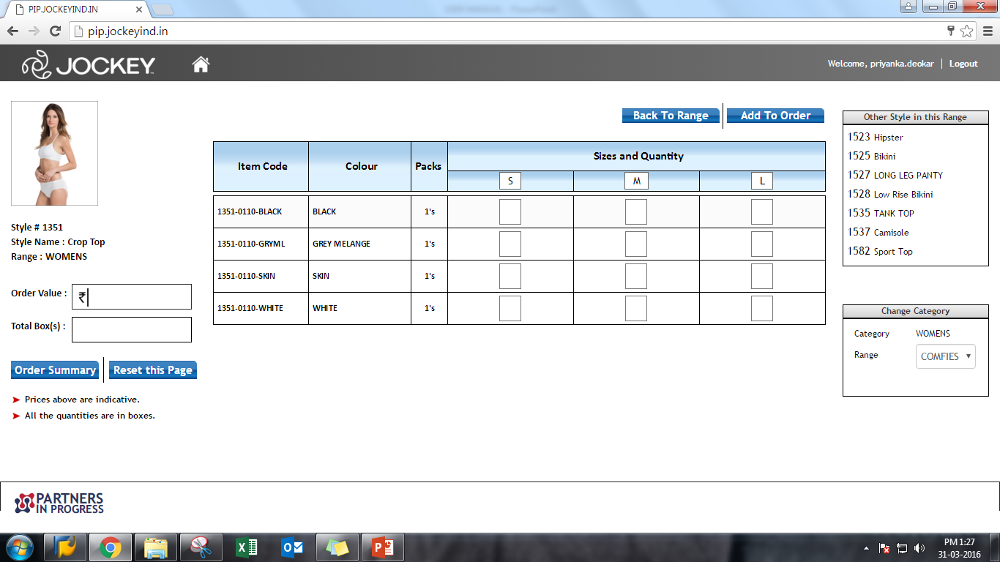 PIP.JOCKEYIND.IN
pip.jockeyind.in
JOCKEY
Welcome, priyanka.deokar | Logout
Back To Range
Add To Order
Style # 1351
Style Name : Crop Top
Range : WOMENS
Order Value : ₹
Total Box(s) :
Order Summary
Reset this Page
Prices above are indicative.
All the quantities are in boxes.
Item Code Colour Packs Sizes and Quantity
S M L
1351-0110-BLACK BLACK 1's
1351-0110-GRYML GREY MELANGE 1's
1351-0110-SKIN SKIN 1's
1351-0110-WHITE WHITE 1's
Other Style in this Range
1523 Hipster
1525 Bikini
1527 LONG LEG PANTY
1528 Low Rise Bikini
1535 TANK TOP
1537 Camisole
1582 Sport Top
Change Category
Category WOMENS
Range COMFIES
PARTNERS
IN PROGRESS
PM 1:27
31-03-2016